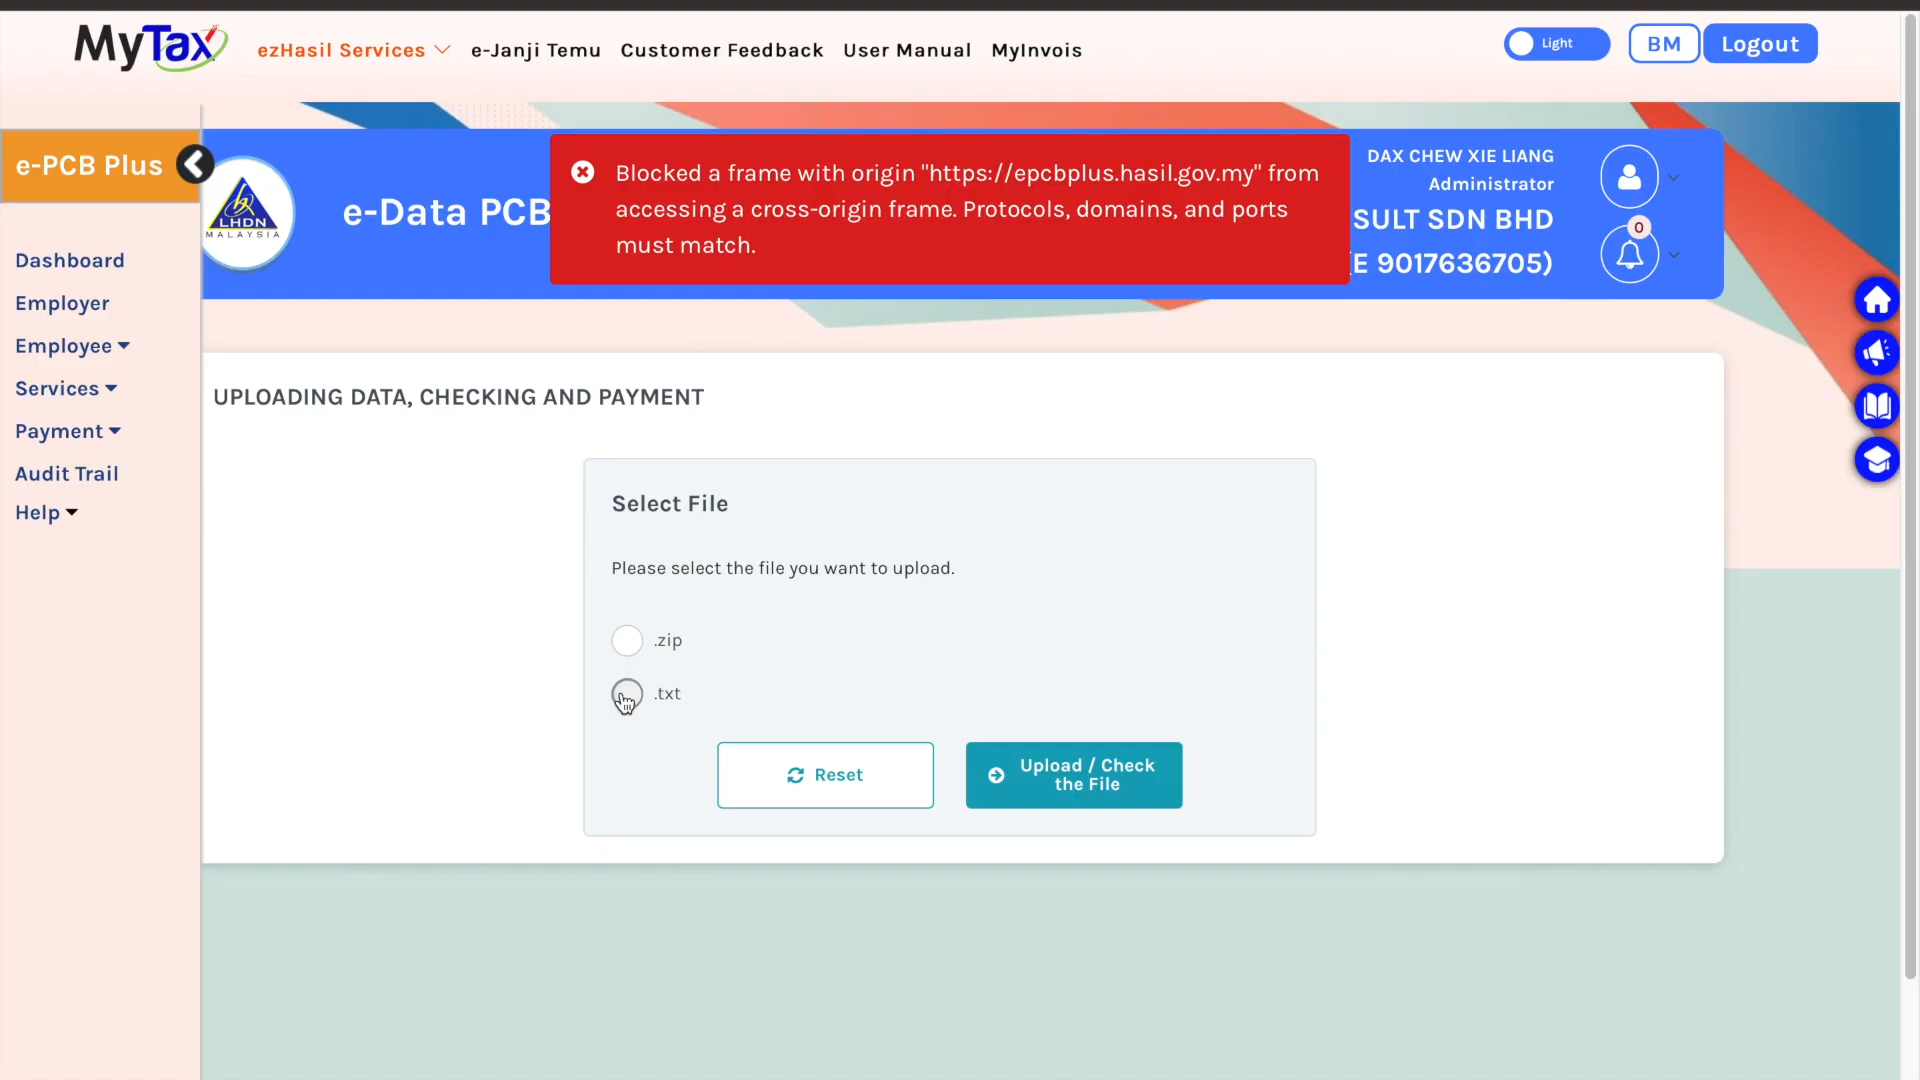 MyTax
ezHasil Services
e-Janji Temu
Customer Feedback
User Manual
MyInvois
Light
BM
Logout
e-PCB Plus
LHDN
MALAYSIA
e-Data PCB
Blocked a frame with origin "https://epcbplus.hasil.gov.my" from
accessing a cross-origin frame. Protocols, domains, and ports
must match.
DAX CHEW XIE LIANG
Administrator
SULT SDN BHD
(E 9017636705)
0
Dashboard
Employer
Employee
Services
Payment
Audit Trail
Help
UPLOADING DATA, CHECKING AND PAYMENT
Select File
Please select the file you want to upload.
.zip
.txt
Reset
Upload / Check
the File